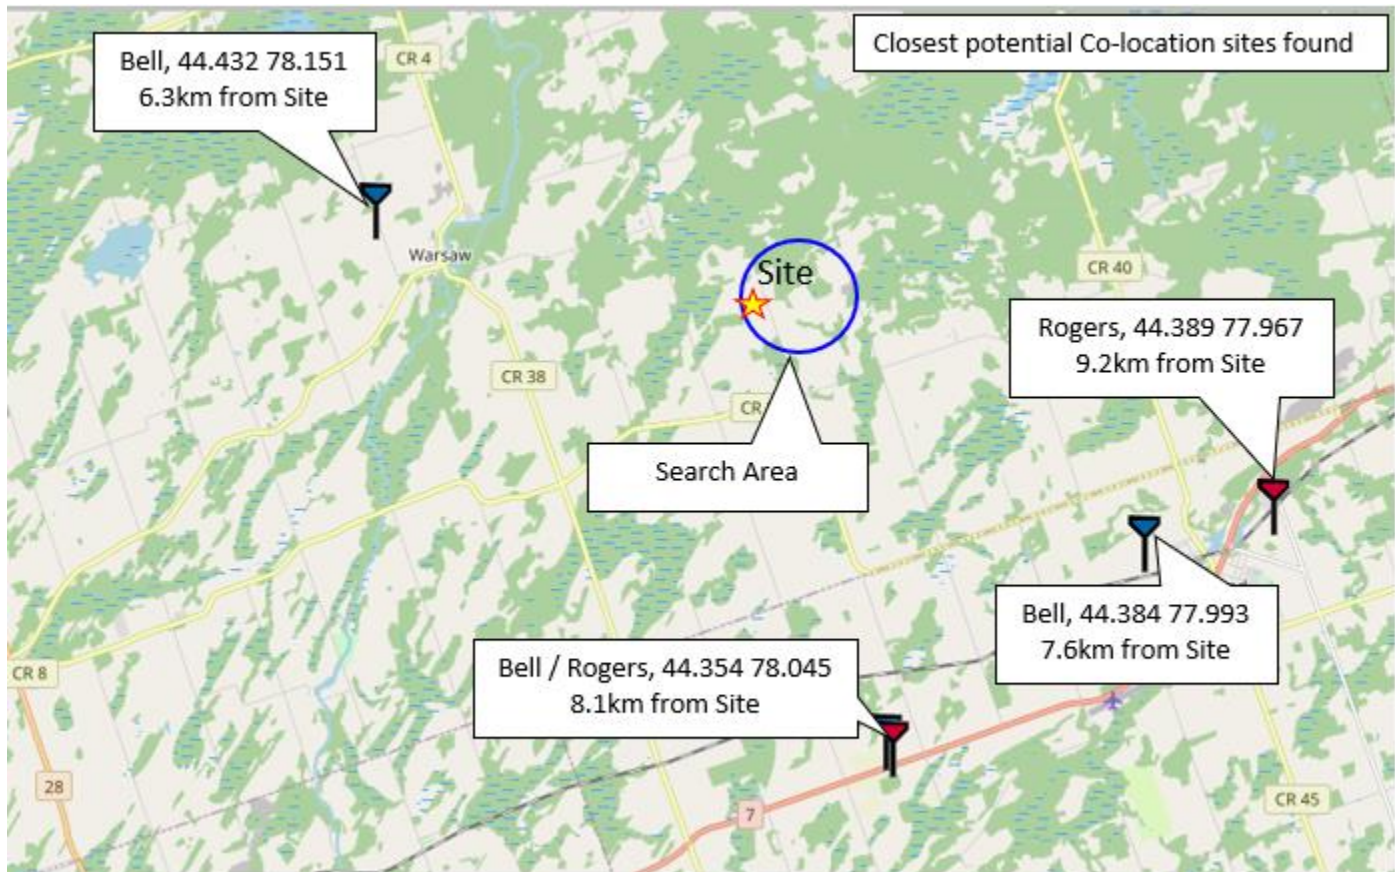 Closest potential Co-location sites found
Bell, 44.432 78.151
6.3km from Site
CR 4
Warsaw
Site
CR 40
Rogers, 44.389 77.967
9.2km from Site
CR 38
CR
Search Area
Bell, 44.384 77.993
7.6km from Site
Bell / Rogers, 44.354 78.045
8.1km from Site
CR 8
28
7
CR 45